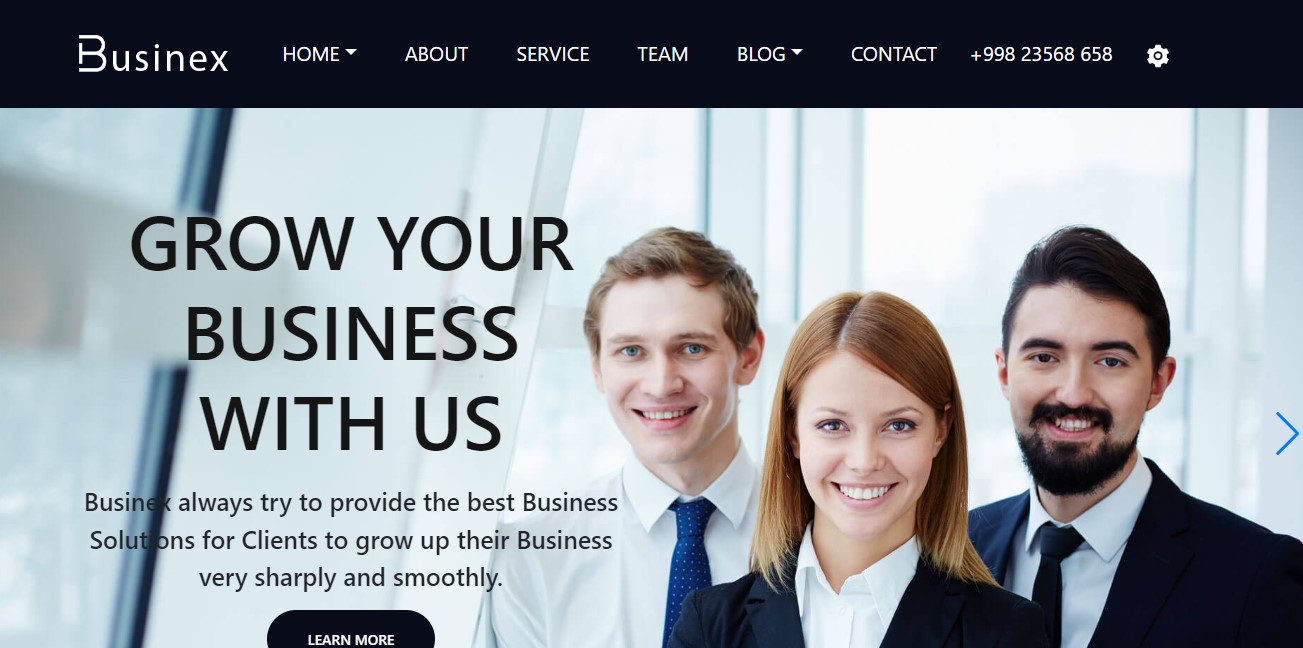 Businex HOME ABOUT SERVICE TEAM BLOG CONTACT +998 23568 658
GROW YOUR
BUSINESS
WITH US
Businex always try to provide the best Business
Solutions for Clients to grow up their Business
very sharply and smoothly.
LEARN MORE